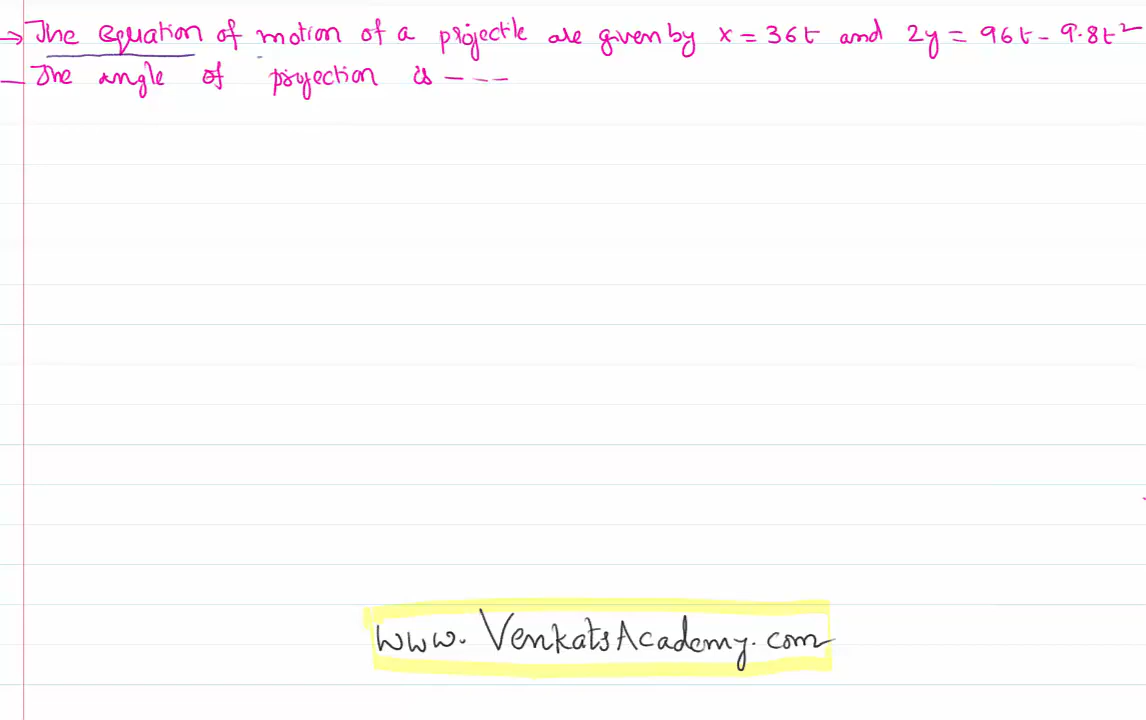 → The equation of motion of a projectile are given by x = 36t and 2y = 96t - 9.8t²
- The angle of projection is ----
www.VenkatsAcademy.com